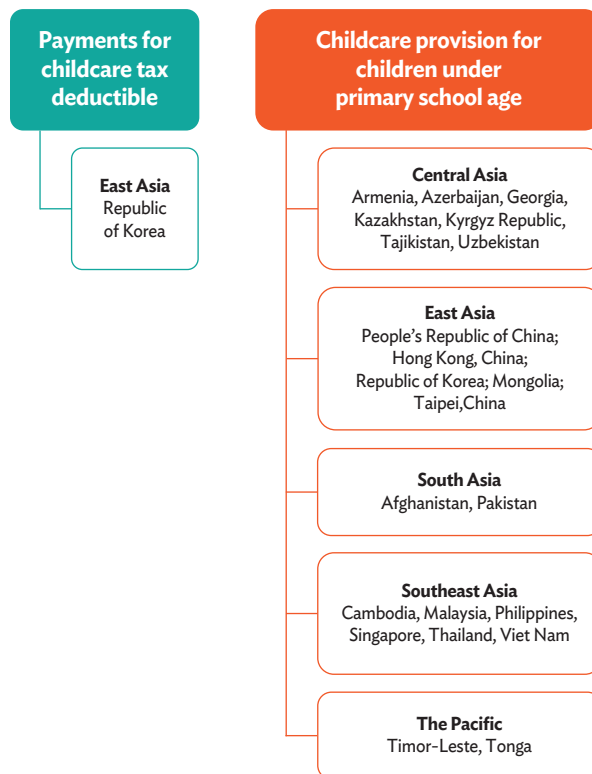 Payments for
childcare tax
deductible
East Asia
Republic
of Korea
Childcare provision for
children under
primary school age
Central Asia
Armenia, Azerbaijan, Georgia,
Kazakhstan, Kyrgyz Republic,
Tajikistan, Uzbekistan
East Asia
People’s Republic of China;
Hong Kong, China;
Republic of Korea; Mongolia;
Taipei,China
South Asia
Afghanistan, Pakistan
Southeast Asia
Cambodia, Malaysia, Philippines,
Singapore, Thailand, Viet Nam
The Pacific
Timor-Leste, Tonga